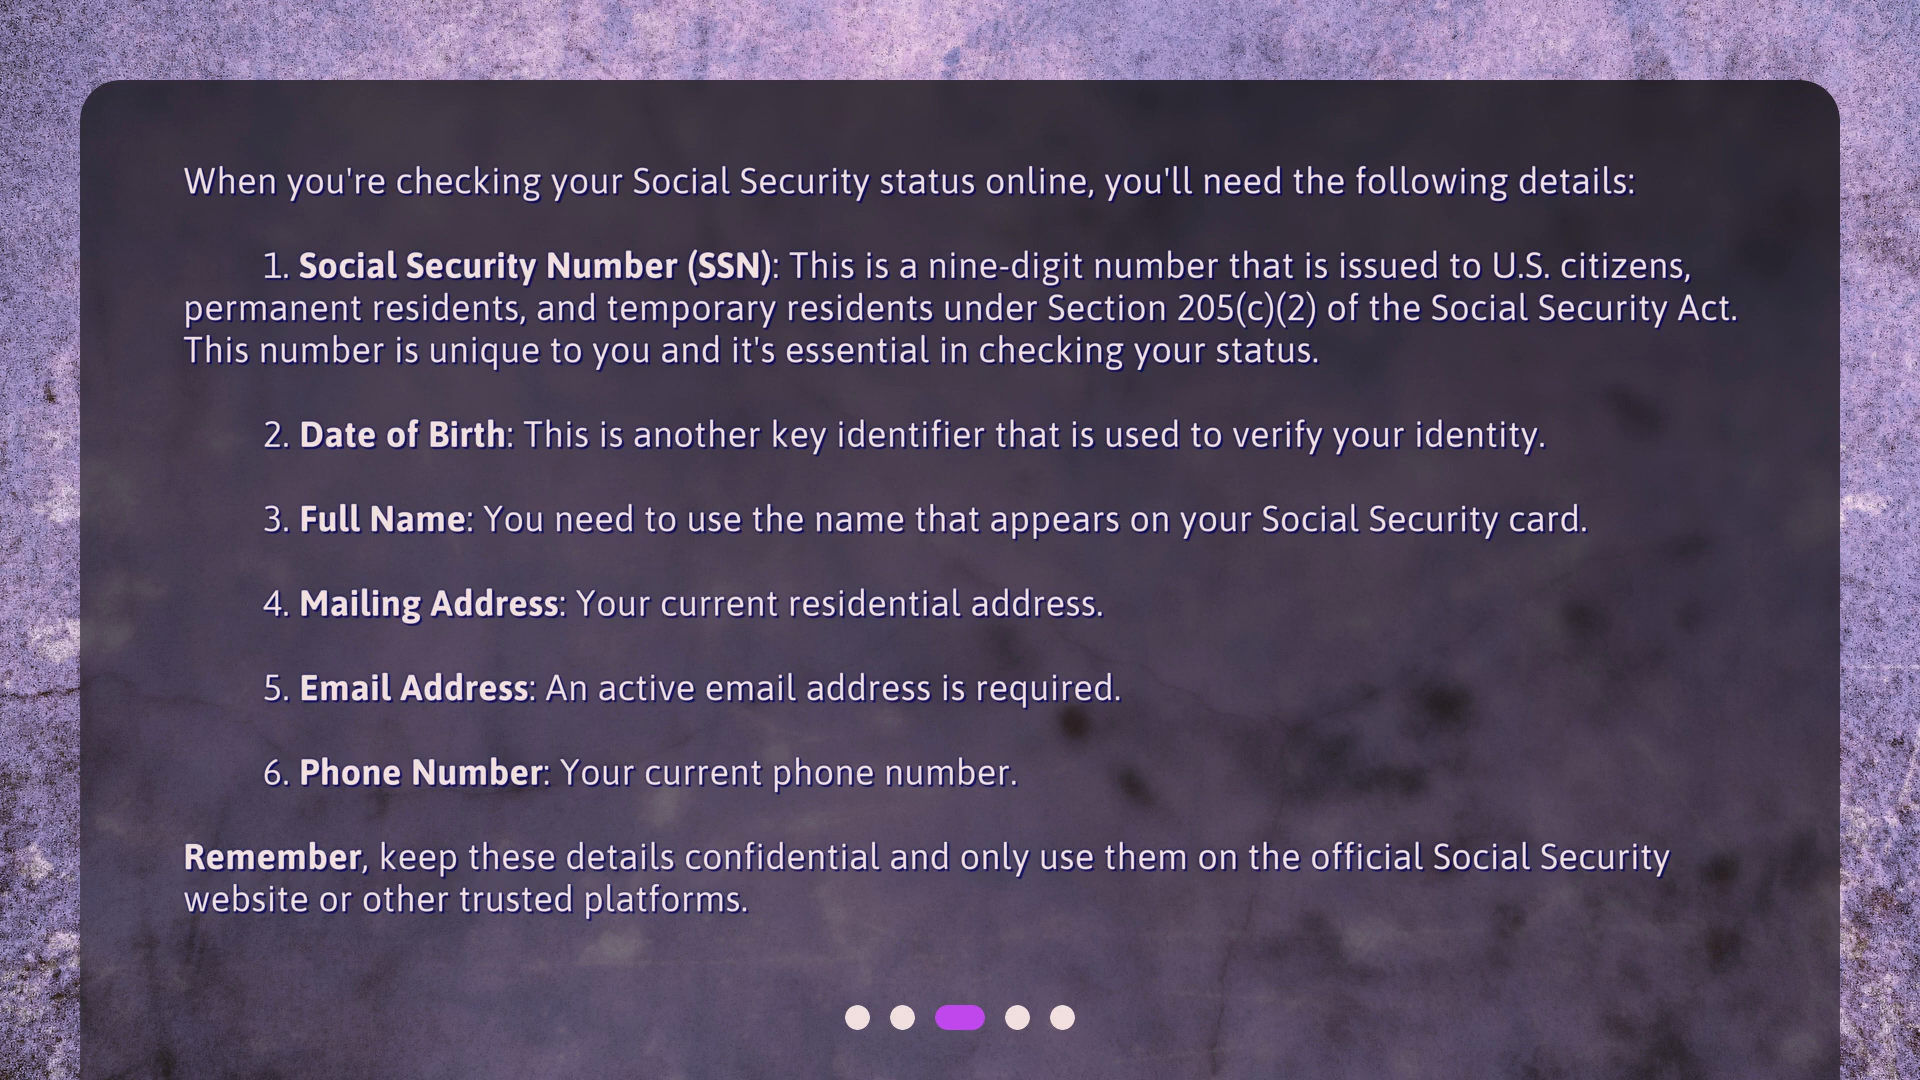 When you're checking your Social Security status online, you'll need the following details:
1. Social Security Number (SSN): This is a nine-digit number that is issued to U.S. citizens,
permanent residents, and temporary residents under Section 205(c)(2) of the Social Security Act.
This number is unique to you and it's essential in checking your status.
2. Date of Birth: This is another key identifier that is used to verify your identity.
3. Full Name: You need to use the name that appears on your Social Security card.
4. Mailing Address: Your current residential address.
5. Email Address: An active email address is required.
6. Phone Number: Your current phone number.
Remember, keep these details confidential and only use them on the official Social Security
website or other trusted platforms.